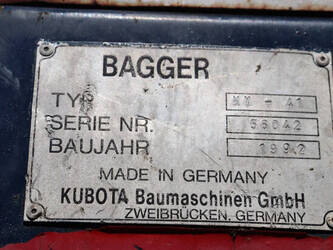 BAGGER
TYP KX - 41
SERIE NR. 56042
BAUJAHR 1992
MADE IN GERMANY
KUBOTA Baumaschinen GmbH
ZWEIBRÜCKEN, GERMANY